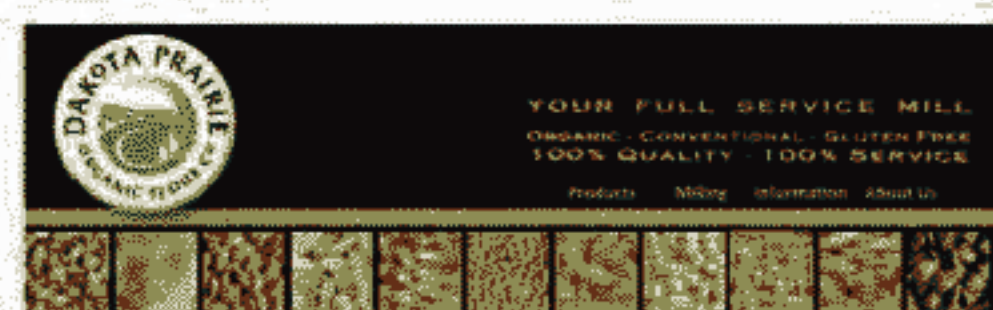 DAKOTA PRAIRIE
ORGANIC FLOUR CO
YOUR FULL SERVICE MILL
ORGANIC - CONVENTIONAL - GLUTEN FREE
100% QUALITY - 100% SERVICE
Products Milling Information About Us